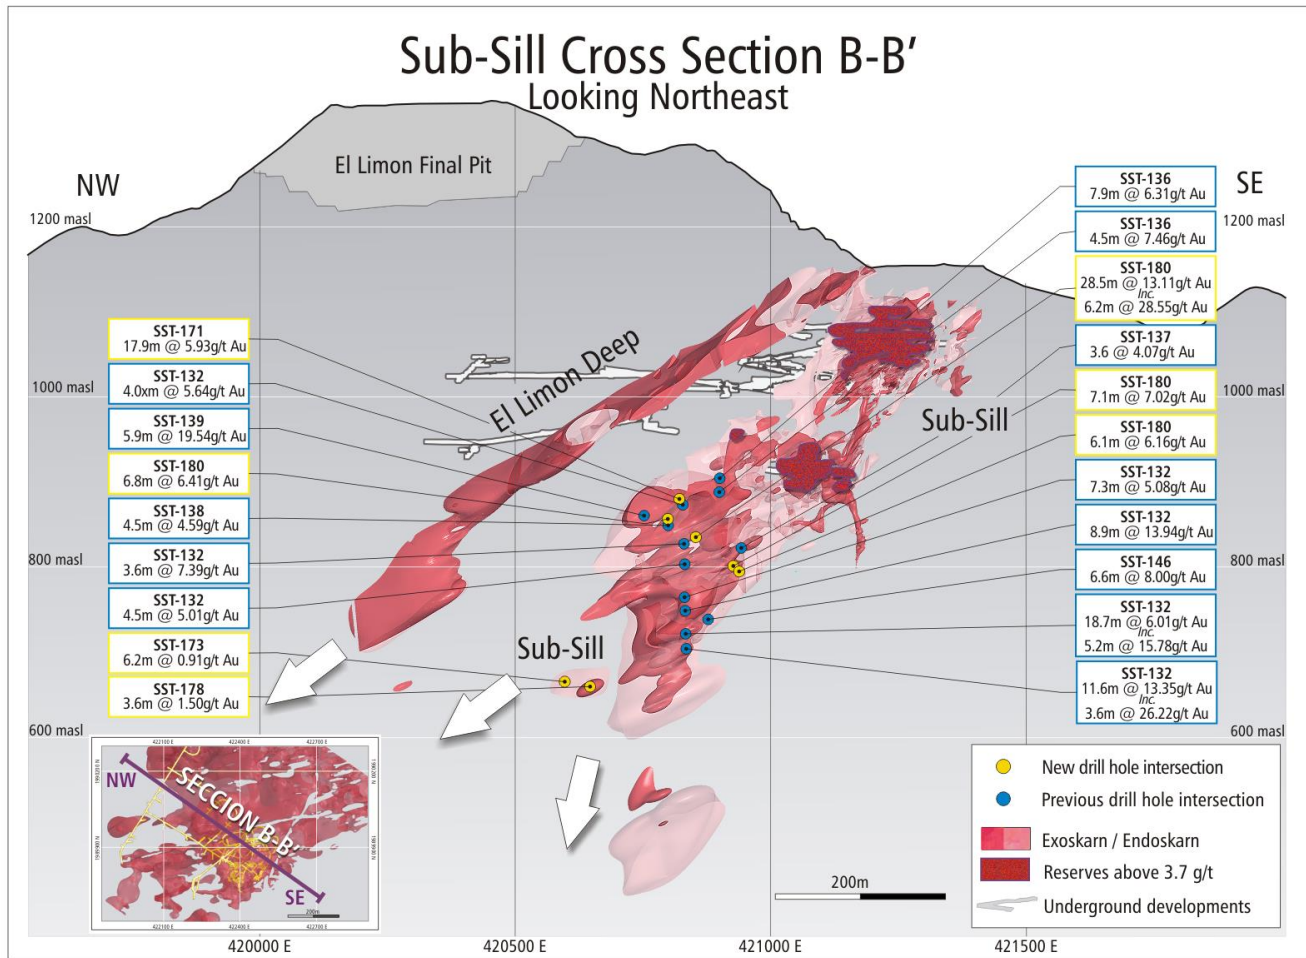 Sub-Sill Cross Section B-B'
Looking Northeast
El Limon Final Pit
NW
SE
1200 masl
1200 masl
1000 masl
1000 masl
800 masl
800 masl
600 masl
600 masl
El Limon Deep
Sub-Sill
Sub-Sill
SST-171
17.9m @ 5.93g/t Au
SST-132
4.0xm @ 5.64g/t Au
SST-139
5.9m @ 19.54g/t Au
SST-180
6.8m @ 6.41g/t Au
SST-138
4.5m @ 4.59g/t Au
SST-132
3.6m @ 7.39g/t Au
SST-132
4.5m @ 5.01g/t Au
SST-173
6.2m @ 0.91g/t Au
SST-178
3.6m @ 1.50g/t Au
SST-136
7.9m @ 6.31g/t Au
SST-136
4.5m @ 7.46g/t Au
SST-180
28.5m @ 13.11g/t Au
Inc.
6.2m @ 28.55g/t Au
SST-137
3.6 @ 4.07g/t Au
SST-180
7.1m @ 7.02g/t Au
SST-180
6.1m @ 6.16g/t Au
SST-132
7.3m @ 5.08g/t Au
SST-132
8.9m @ 13.94g/t Au
SST-146
6.6m @ 8.00g/t Au
SST-132
18.7m @ 6.01g/t Au
Inc.
5.2m @ 15.78g/t Au
SST-132
11.6m @ 13.35g/t Au
Inc.
3.6m @ 26.22g/t Au
422100 E
422400 E
422700 E
NW
SECCION B-B'
SE
200m
422100 E
422400 E
422700 E
200m
New drill hole intersection
Previous drill hole intersection
Exoskarn / Endoskarn
Reserves above 3.7 g/t
Underground developments
420000 E
420500 E
421000 E
421500 E